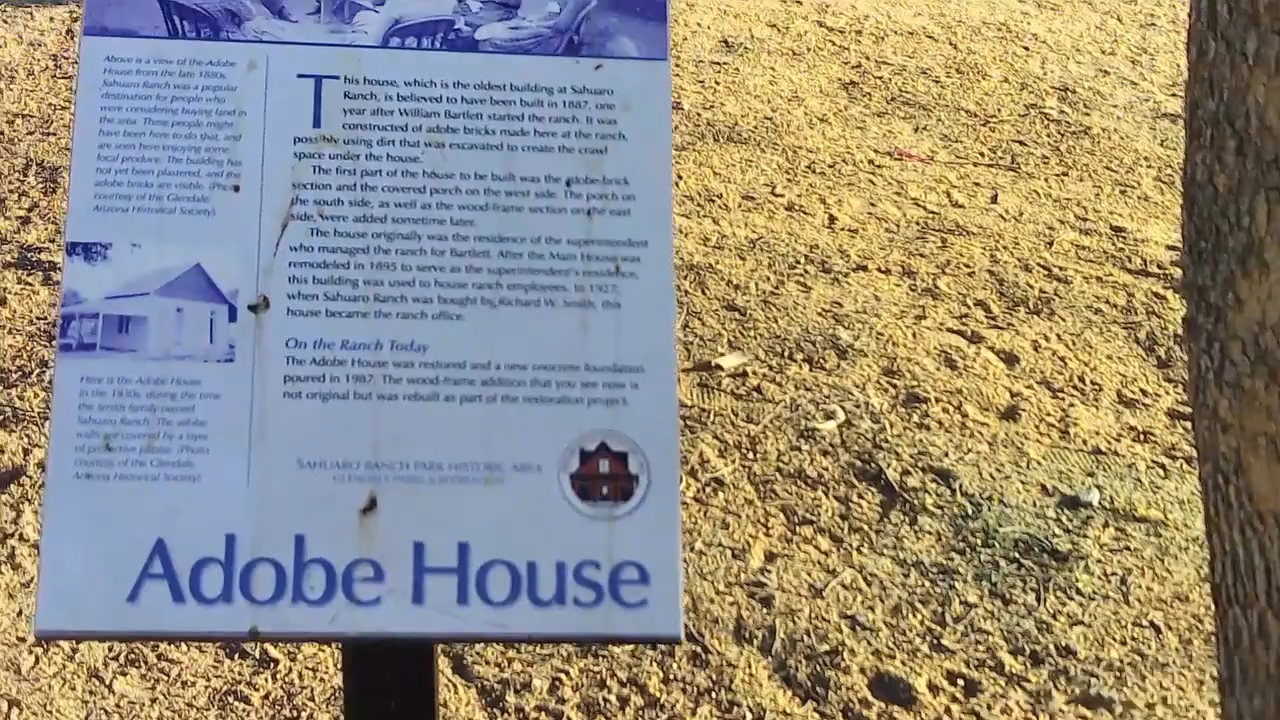 Above is a view of the Adobe
House from the late 1880s.
Sahuaro Ranch was a popular
destination for people who
were considering buying land in
the area. These people might
have been here to do that, and
are seen here enjoying some
local produce. The building has
not yet been plastered, and the
adobe bricks are visible. (Photo
courtesy of the Glendale
Arizona Historical Society)
Here is the Adobe House
in the 1930s, during the time
the Smith family owned
Sahuaro Ranch. The adobe
walls are covered by a layer
of protective plaster. (Photo
courtesy of the Glendale
Arizona Historical Society)
This house, which is the oldest building at Sahuaro
Ranch, is believed to have been built in 1887, one
year after William Bartlett started the ranch. It was
constructed of adobe bricks made here at the ranch,
possibly using dirt that was excavated to create the crawl
space under the house.
The first part of the house to be built was the adobe-brick
section and the covered porch on the west side. The porch on
the south side, as well as the wood-frame section on the east
side, were added sometime later.
The house originally was the residence of the superintendent
who managed the ranch for Bartlett. After the Main House was
remodeled in 1895 to serve as the superintendent's residence,
this building was used to house ranch employees. In 1927,
when Sahuaro Ranch was bought by Richard W. Smith, this
house became the ranch office.
On the Ranch Today
The Adobe House was restored and a new concrete foundation
poured in 1987. The wood-frame addition that you see now is
not original but was rebuilt as part of the restoration project.
SAHUARO RANCH PARK HISTORIC AREA
GLENDALE PARKS & RECREATION
Adobe House